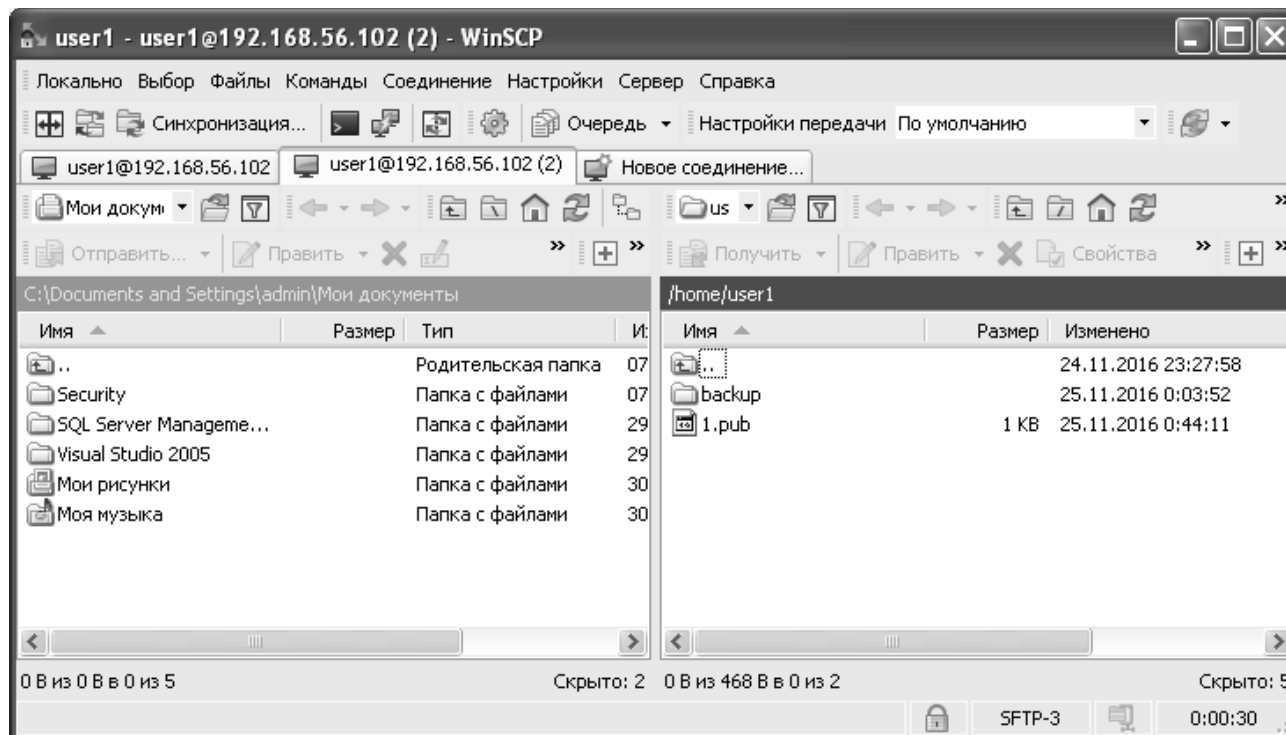 user1 - user1@192.168.56.102 (2) - WinSCP
Локально Выбор Файлы Команды Соединение Настройки Сервер Справка
Синхронизация... Очередь Настройки передачи По умолчанию
user1@192.168.56.102 user1@192.168.56.102 (2) Новое соединение...
Мои докум us
Отправить... Править » » Получить Править Свойства » »
C:\Documents and Settings\admin\Мои документы /home/user1
Имя Размер Тип Из Имя Размер Изменено
.. Родительская папка 07 .. 24.11.2016 23:27:58
Security Папка с файлами 07 backup 25.11.2016 0:03:52
SQL Server Manageme... Папка с файлами 29 1.pub 1 KB 25.11.2016 0:44:11
Visual Studio 2005 Папка с файлами 29
Мои рисунки Папка с файлами 30
Моя музыка Папка с файлами 30
0 B из 0 B в 0 из 5 Скрыто: 2 0 B из 468 B в 0 из 2 Скрыто: 5
SFTP-3 0:00:30